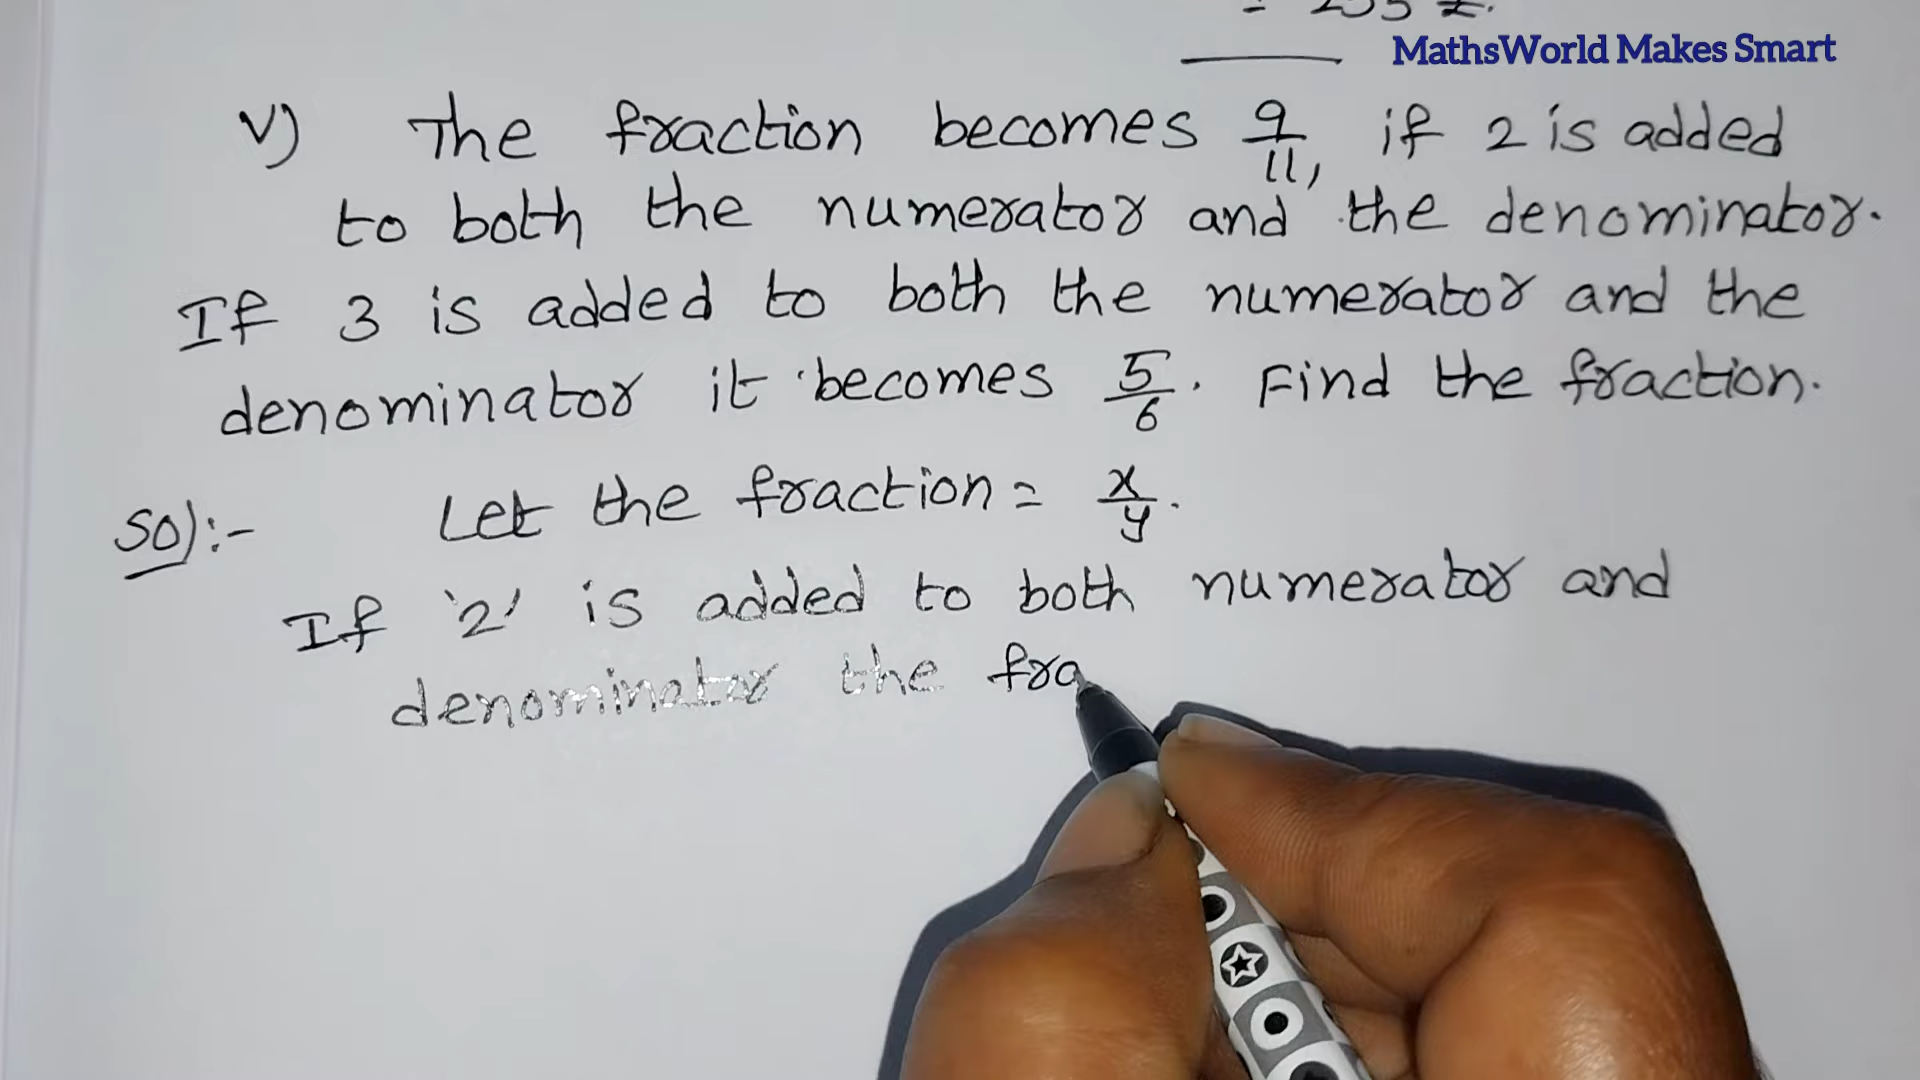 MathsWorld Makes Smart
V) The fraction becomes 9/11, if 2 is added
to both the numerator and the denominator.
If 3 is added to both the numerator and the
denominator it becomes 5/6. Find the fraction.
Sol:- Let the fraction = x/y.
If '2' is added to both numerator and
denominator the fra